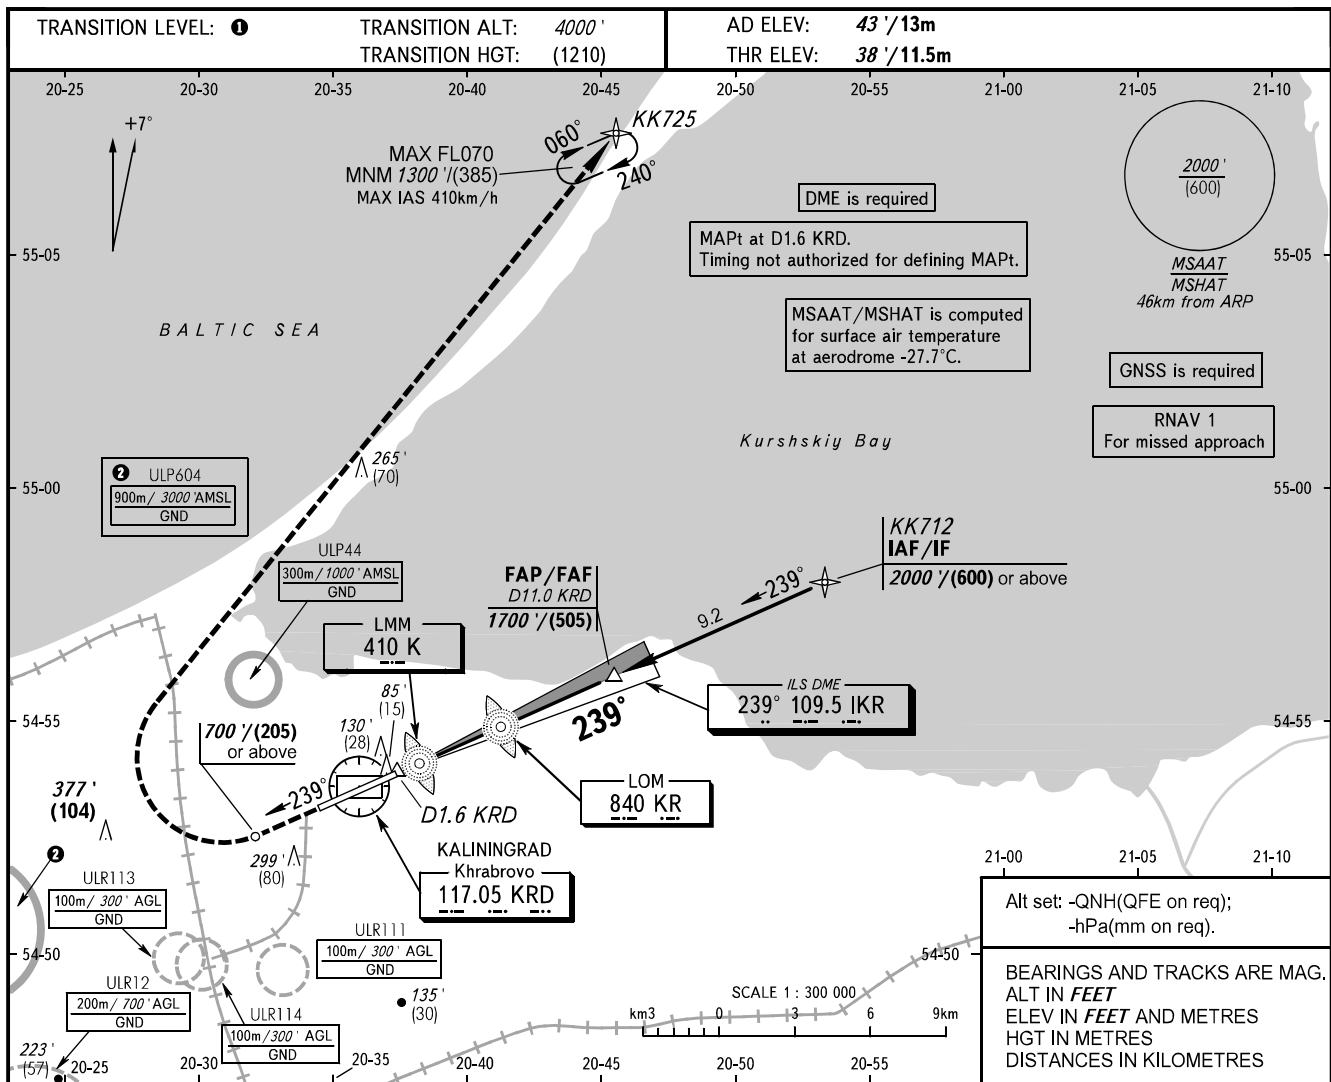 TRANSITION LEVEL: ❶
TRANSITION ALT: 4000'
TRANSITION HGT: (1210)
AD ELEV: 43'/13m
THR ELEV: 38'/11.5m
20-25 20-30 20-35 20-40 20-45 20-50 20-55 21-00 21-05 21-10
+7°
KK725
060°
240°
MAX FL070
MNM 1300'/(385)
MAX IAS 410km/h
DME is required
2000'
(600)
MAPt at D1.6 KRD.
Timing not authorized for defining MAPt.
55-05 55-05
MSAAT
MSHAT
46km from ARP
BALTIC SEA
MSAAT/MSHAT is computed
for surface air temperature
at aerodrome -27.7°C.
GNSS is required
RNAV 1
For missed approach
Kurshskiy Bay
265'
(70)
❷ ULP604
900m/3000'AMSL
GND
55-00 55-00
ULP44
300m/1000'AMSL
GND
KK712
IAF/IF
2000'/(600) or above
FAP/FAF
D11.0 KRD
1700'/(505)
239°
9.2
LMM
410 K
ILS DME
239° 109.5 IKR
239°
85'
(15)
130'
(28)
54-55 54-55
700'/(205)
or above
239°
LOM
840 KR
D1.6 KRD
377'
(104)
❷
299'
(80)
KALININGRAD
Khrabrovo
117.05 KRD
21-00 21-05 21-10
ULR113
100m/300' AGL
GND
ULR111
100m/300' AGL
GND
Alt set: -QNH(QFE on req);
-hPa(mm on req).
54-50 54-50
ULR12
200m/700'AGL
GND
ULR114
100m/300' AGL
GND
135'
(30)
SCALE 1 : 300 000
km3 0 3 6 9km
BEARINGS AND TRACKS ARE MAG.
ALT IN FEET
ELEV IN FEET AND METRES
HGT IN METRES
DISTANCES IN KILOMETRES
223'
(57)
20-25 20-30 20-35 20-40 20-45 20-50 20-55